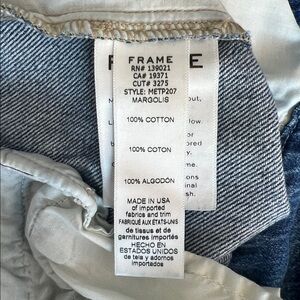 FRAME
RN# 139021
CA# 19371
CUT# 3275
STYLE: METP207
MARGOLIS
100% COTTON
100% COTON
100% ALGODÓN
MADE IN USA
of imported
fabrics and trim
FABRIQUÉ AUX ÉTATS-UNIS
de tissus et de
garnitures importés
HECHO EN
ESTADOS UNIDOS
de tela y adornos
importados